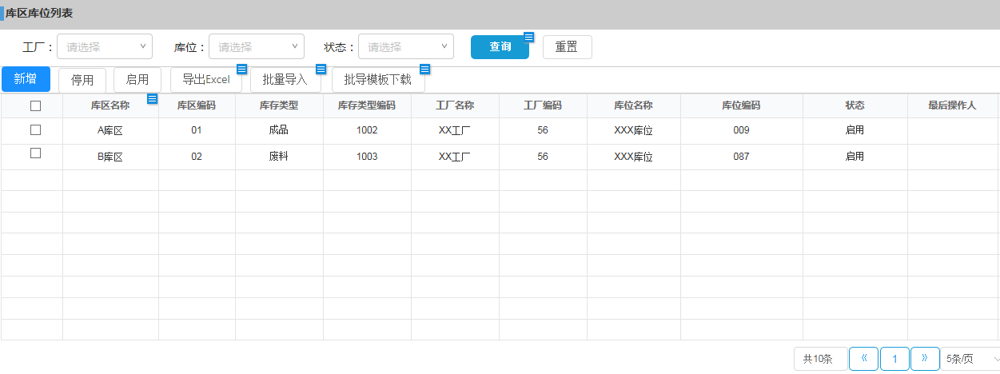 库区库位列表
工厂： 请选择 库位： 请选择 状态： 请选择 查询 重置
新增 停用 启用 导出Excel 批量导入 批导模板下载
库区名称 库区编码 库存类型 库存类型编码 工厂名称 工厂编码 库位名称 库位编码 状态 最后操作人
A库区 01 成品 1002 XX工厂 56 XXX库位 009 启用
B库区 02 废料 1003 XX工厂 56 XXX库位 087 启用
共10条 《 1 》 5条/页